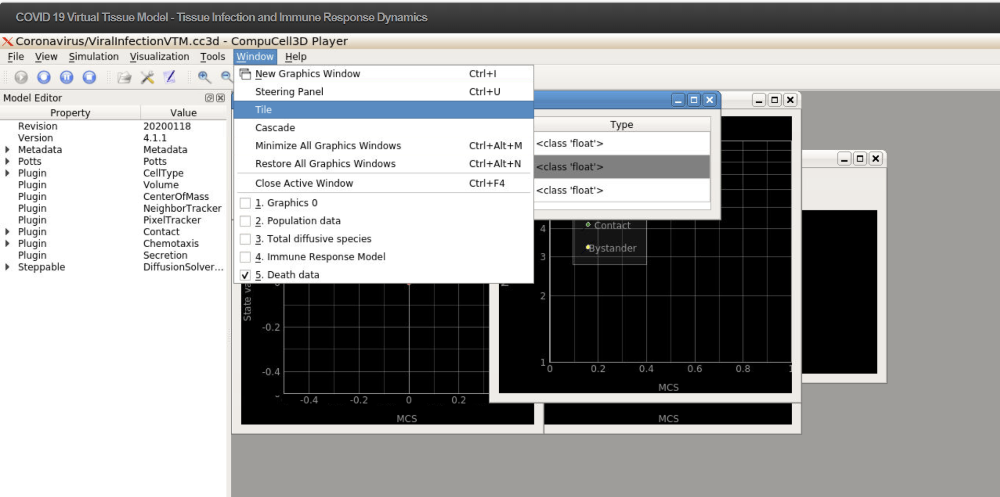 COVID 19 Virtual Tissue Model - Tissue Infection and Immune Response Dynamics
Coronavirus/ViralInfectionVTM.cc3d - CompuCell3D Player
File View Simulation Visualization Tools Window Help
New Graphics Window Ctrl+I
Steering Panel Ctrl+U
Tile
Cascade
Minimize All Graphics Windows Ctrl+Alt+M
Restore All Graphics Windows Ctrl+Alt+N
Close Active Window Ctrl+F4
1. Graphics 0
2. Population data
3. Total diffusive species
4. Immune Response Model
5. Death data
Model Editor
Property Value
Revision 20200118
Version 4.1.1
Metadata Metadata
Potts Potts
Plugin CellType
Plugin Volume
Plugin CenterOfMass
Plugin NeighborTracker
Plugin PixelTracker
Plugin Contact
Plugin Chemotaxis
Plugin Secretion
Steppable DiffusionSolver...
Type
<class 'float'>
<class 'float'>
<class 'float'>
Contact
Bystander
4
3
2
1
0 0.2 0.4 0.6 0.8 1
MCS
State va
0
-0.2
-0.4
-0.4 -0.2 0 0.2
MCS
MCS